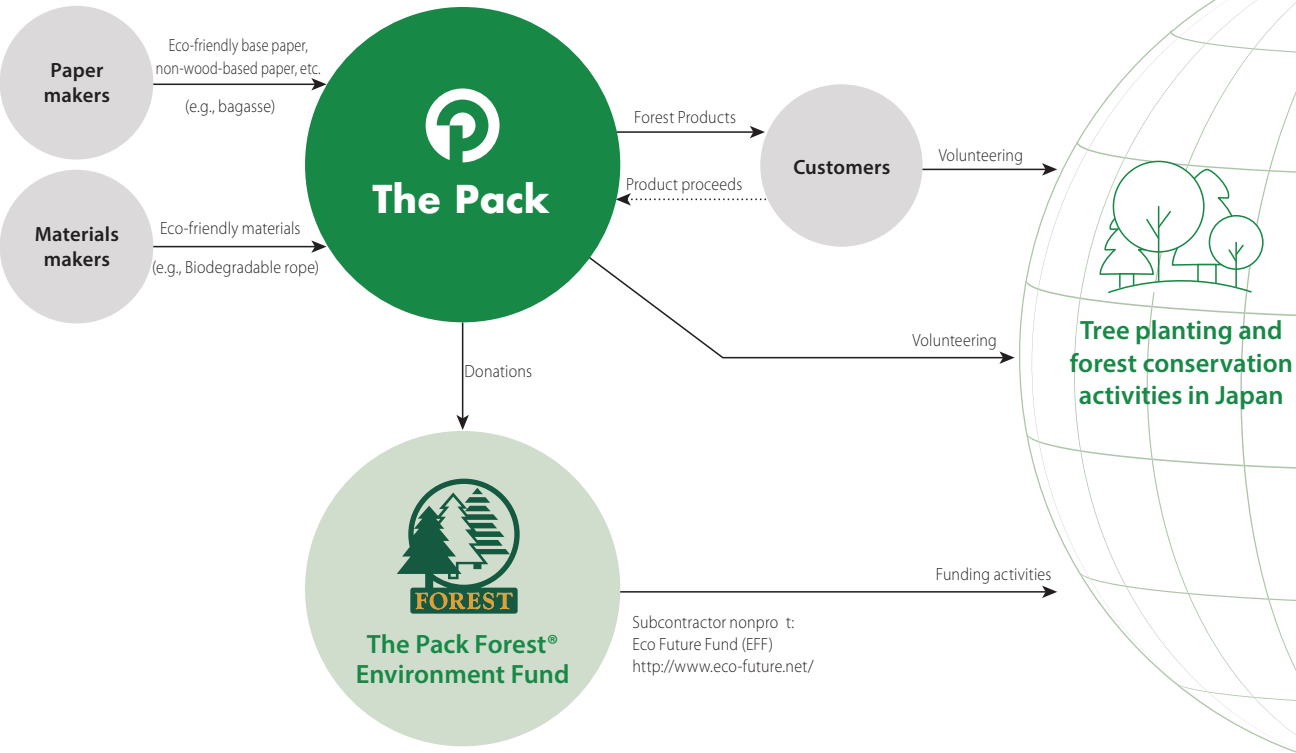 Paper
makers
Eco-friendly base paper,
non-wood-based paper, etc.
(e.g., bagasse)
Materials
makers
Eco-friendly materials
(e.g., Biodegradable rope)
The Pack
Forest Products
Product proceeds
Customers
Volunteering
Volunteering
Tree planting and
forest conservation
activities in Japan
Donations
FOREST
The Pack Forest®
Environment Fund
Funding activities
Subcontractor nonpro t:
Eco Future Fund (EFF)
http://www.eco-future.net/